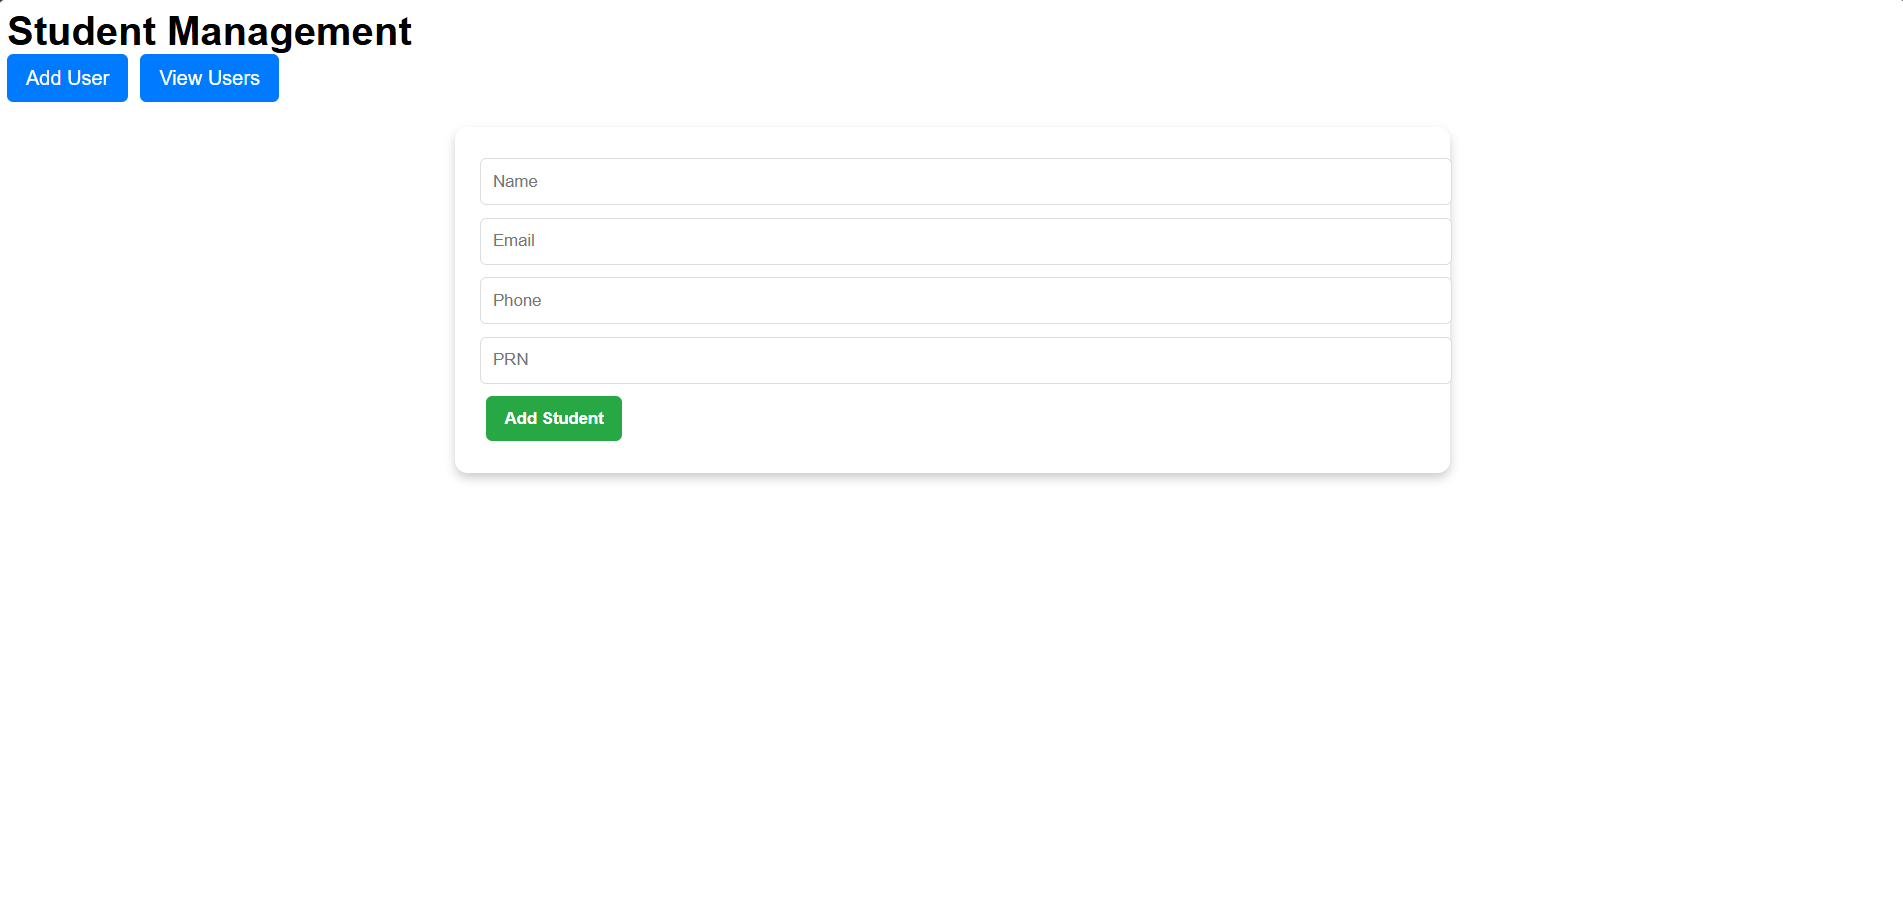 Student Management
Add User View Users
Name
Email
Phone
PRN
Add Student